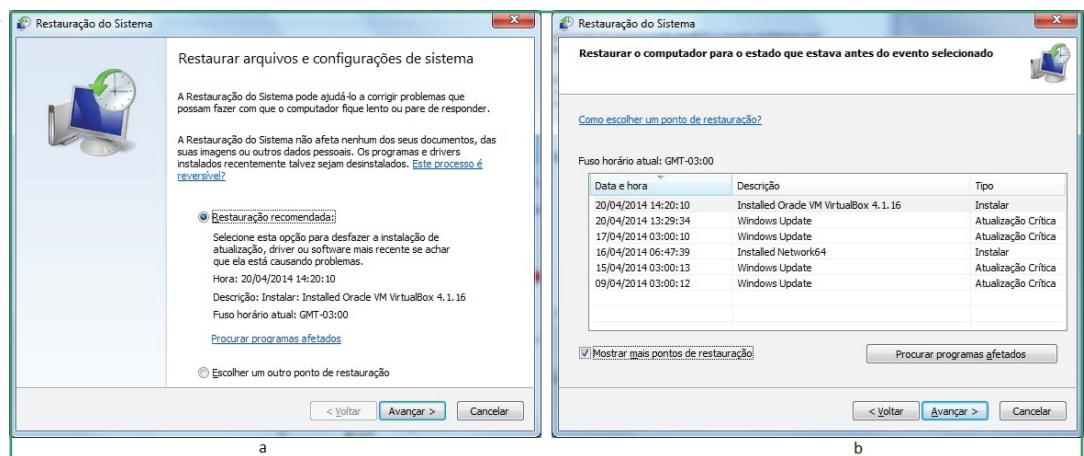 Restauração do Sistema
Restaurar arquivos e configurações de sistema
A Restauração do Sistema pode ajudá-lo a corrigir problemas que
possam fazer com que o computador fique lento ou pare de responder.
A Restauração do Sistema não afeta nenhum dos seus documentos, das
suas imagens ou outros dados pessoais. Os programas e drivers
instalados recentemente talvez sejam desinstalados. Este processo é
reversível?
Restauração recomendada:
Selecione esta opção para desfazer a instalação de
atualização, driver ou software mais recente se achar
que ela está causando problemas.
Hora: 20/04/2014 14:20:10
Descrição: Instalar: Installed Oracle VM VirtualBox 4.1.16
Fuso horário atual: GMT-03:00
Procurar programas afetados
Escolher um outro ponto de restauração
< Voltar Avançar > Cancelar
a
Restauração do Sistema
Restaurar o computador para o estado que estava antes do evento selecionado
Como escolher um ponto de restauração?
Fuso horário atual: GMT-03:00
Data e hora Descrição Tipo
20/04/2014 14:20:10 Installed Oracle VM VirtualBox 4.1.16 Instalar
20/04/2014 13:29:34 Windows Update Atualização Crítica
17/04/2014 03:00:10 Windows Update Atualização Crítica
16/04/2014 06:47:39 Installed Network64 Instalar
15/04/2014 03:00:13 Windows Update Atualização Crítica
09/04/2014 03:00:12 Windows Update Atualização Crítica
Mostrar mais pontos de restauração Procurar programas afetados
< Voltar Avançar > Cancelar
b